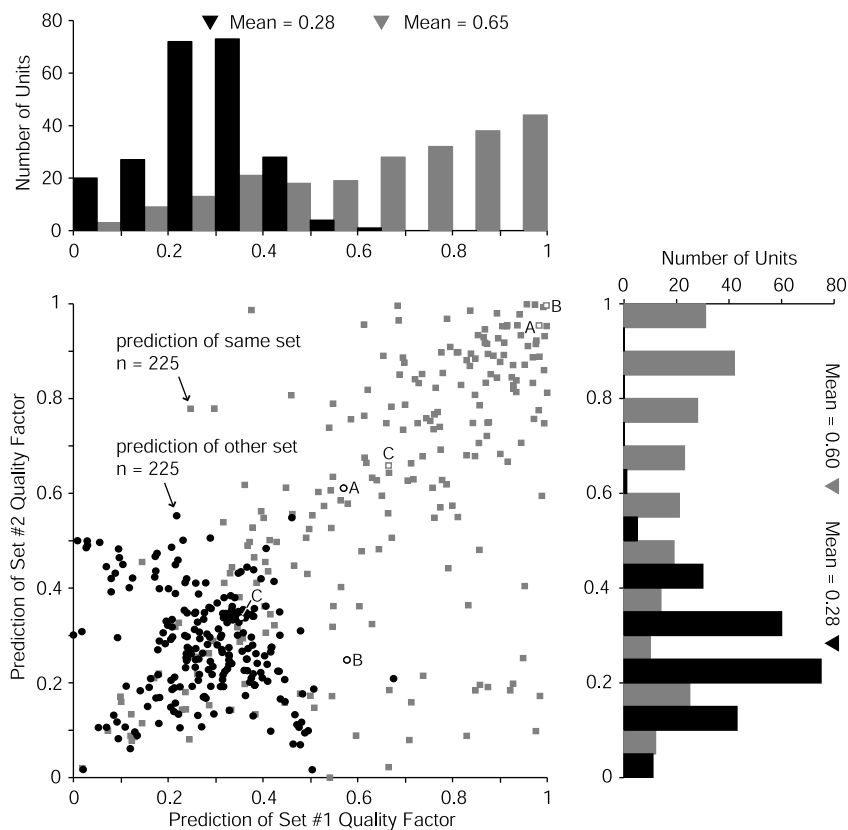 Mean = 0.28 Mean = 0.65
Number of Units
80
60
40
20
0
0 0.2 0.4 0.6 0.8 1
Number of Units
0 20 40 60 80
1
0.8
0.6
0.4
0.2
0
Mean = 0.60
Mean = 0.28
Prediction of Set #2 Quality Factor
1
0.8
0.6
0.4
0.2
0
prediction of same set
n = 225
prediction of other set
n = 225
B
A
C
A
C
B
0 0.2 0.4 0.6 0.8 1
Prediction of Set #1 Quality Factor